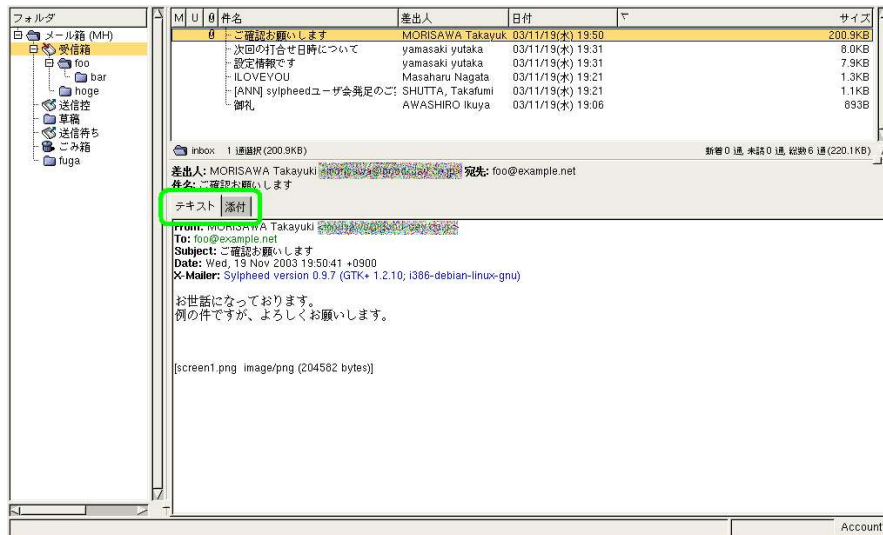 フォルダ
メール箱 (MH)
受信箱
foo
bar
hoge
送信控
草稿
送信待ち
ごみ箱
fuga
M U 件名 差出人 日付 サイズ
ご確認お願いします MORISAWA Takayuk 03/11/19(水) 19:50 200.9KB
次回の打合せ日時について yamasaki yutaka 03/11/19(水) 19:31 8.0KB
設定情報です yamasaki yutaka 03/11/19(水) 19:31 7.9KB
ILOVEYOU Masaharu Nagata 03/11/19(水) 19:21 1.3KB
[ANN] sylpheedユーザ会発足のご SHUTTA, Takafumi 03/11/19(水) 19:21 1.1KB
御礼 AWASHIRO Ikuya 03/11/19(水) 19:06 893B
inbox 1 通選択(200.9KB) 新着 0 通, 未読 0 通, 総数 6 通(220.1KB)
差出人: MORISAWA Takayuki 宛先: foo@example.net
件名: ご確認お願いします
テキスト 添付
From: MORISAWA Takayuki
To: foo@example.net
Subject: ご確認お願いします
Date: Wed, 19 Nov 2003 19:50:41 +0900
X-Mailer: Sylpheed version 0.9.7 (GTK+ 1.2.10; i386-debian-linux-gnu)
お世話になっております。
例の件ですが、よろしくお願いします。
[screen1.png image/png (204582 bytes)]
Account